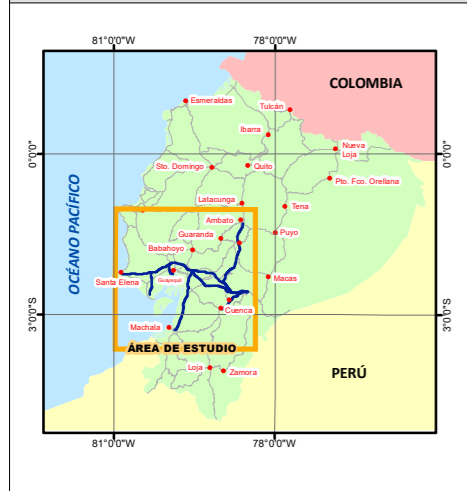 81°0'0"W
78°0'0"W
COLOMBIA
Esmeraldas
Tulcán
Ibarra
Nueva
Loja
0°0'0"
0°0'0"
Sto. Domingo
Quito
Pto. Fco. Orellana
OCÉANO PACÍFICO
Latacunga
Tena
Ambato
Guaranda
Puyo
Babahoyo
Santa Elena
Guayaquil
Macas
3°0'0"S
3°0'0"S
Cuenca
Machala
ÁREA DE ESTUDIO
PERÚ
Loja
Zamora
81°0'0"W
78°0'0"W